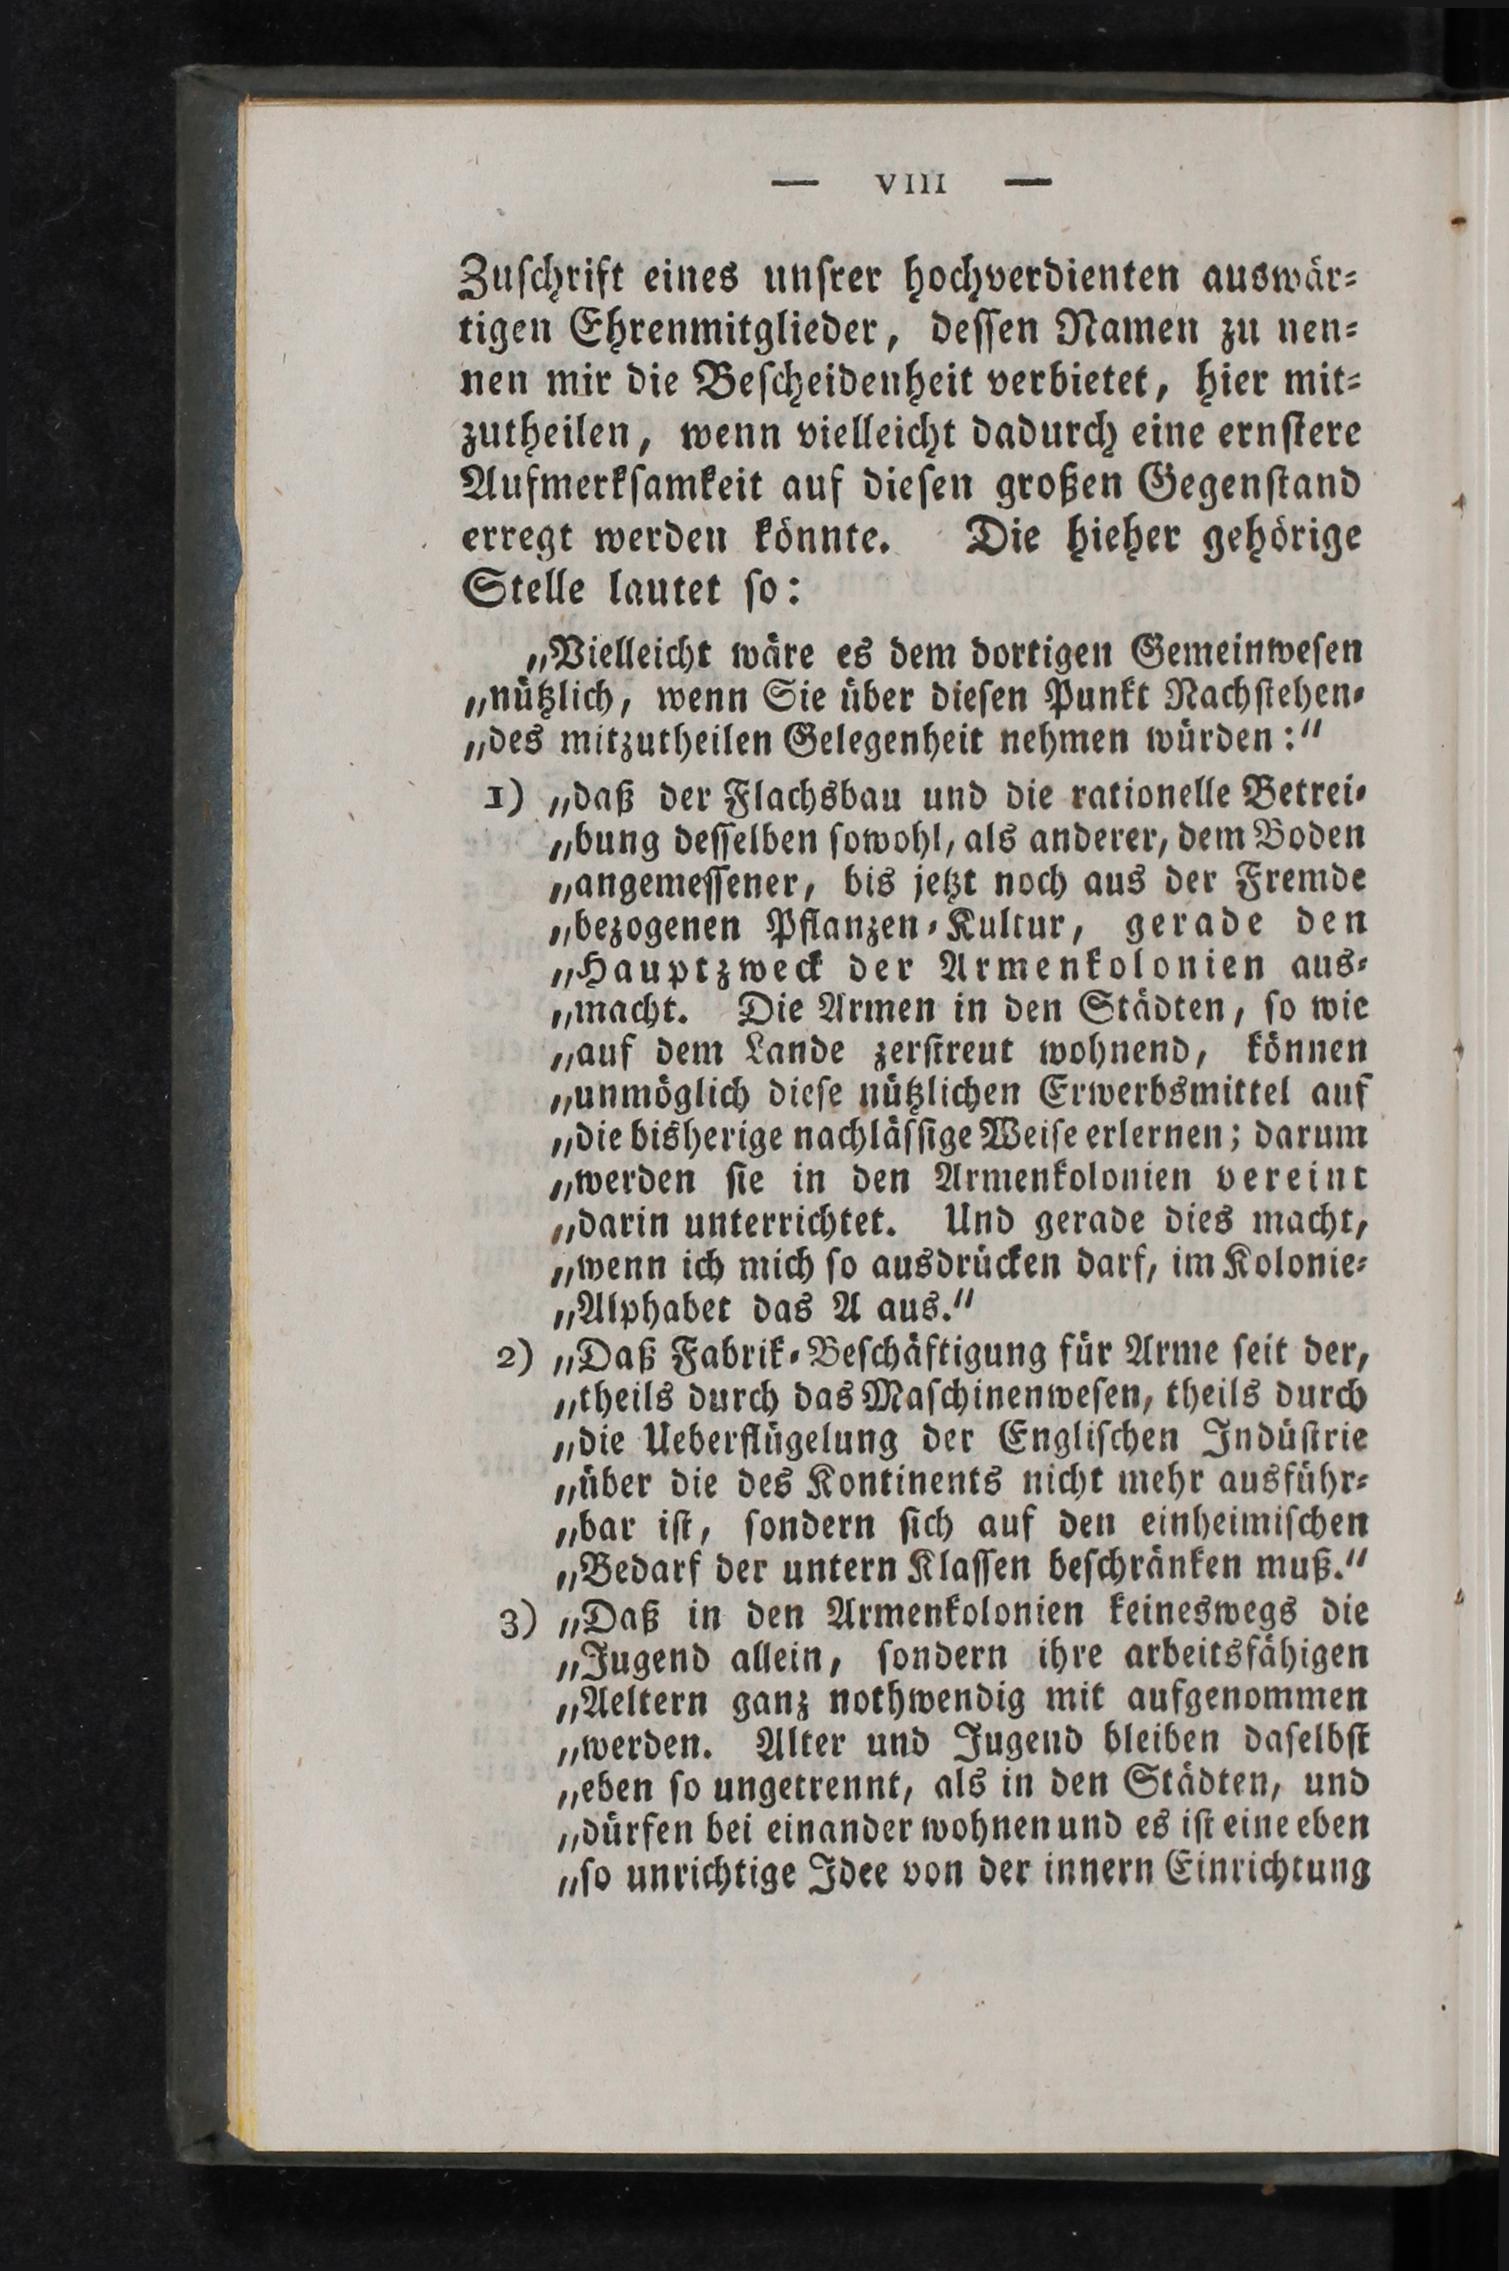 — VIII —
Zuschrift eines unsrer hochverdienten auswär-
tigen Ehrenmitglieder, dessen Namen zu nen-
nen mir die Bescheidenheit verbietet, hier mit-
zutheilen, wenn vielleicht dadurch eine ernstere
Aufmerksamkeit auf diesen großen Gegenstand
erregt werden könnte. Die hieher gehörige
Stelle lautet so:
„Vielleicht wäre es dem dortigen Gemeinwesen
„nützlich, wenn Sie über diesen Punkt Nachstehen-
„des mitzutheilen Gelegenheit nehmen würden:“
1) „daß der Flachsbau und die rationelle Betrei-
„bung desselben sowohl, als anderer, dem Boden
„angemessener, bis jetzt noch aus der Fremde
„bezogenen Pflanzen-Kultur, gerade den
„Hauptzweck der Armenkolonien aus-
„macht. Die Armen in den Städten, so wie
„auf dem Lande zerstreut wohnend, können
„unmöglich diese nützlichen Erwerbsmittel auf
„die bisherige nachlässige Weise erlernen; darum
„werden sie in den Armenkolonien vereint
„darin unterrichtet. Und gerade dies macht,
„wenn ich mich so ausdrücken darf, im Kolonie-
„Alphabet das A aus.“
2) „Daß Fabrik-Beschäftigung für Arme seit der,
„theils durch das Maschinenwesen, theils durch
„die Ueberflügelung der Englischen Indüstrie
„über die des Kontinents nicht mehr ausführ-
„bar ist, sondern sich auf den einheimischen
„Bedarf der untern Klassen beschränken muß.“
3) „Daß in den Armenkolonien keineswegs die
„Jugend allein, sondern ihre arbeitsfähigen
„Aeltern ganz nothwendig mit aufgenommen
„werden. Alter und Jugend bleiben daselbst
„eben so ungetrennt, als in den Städten, und
„dürfen bei einander wohnen und es ist eine eben
„so unrichtige Idee von der innern Einrichtung